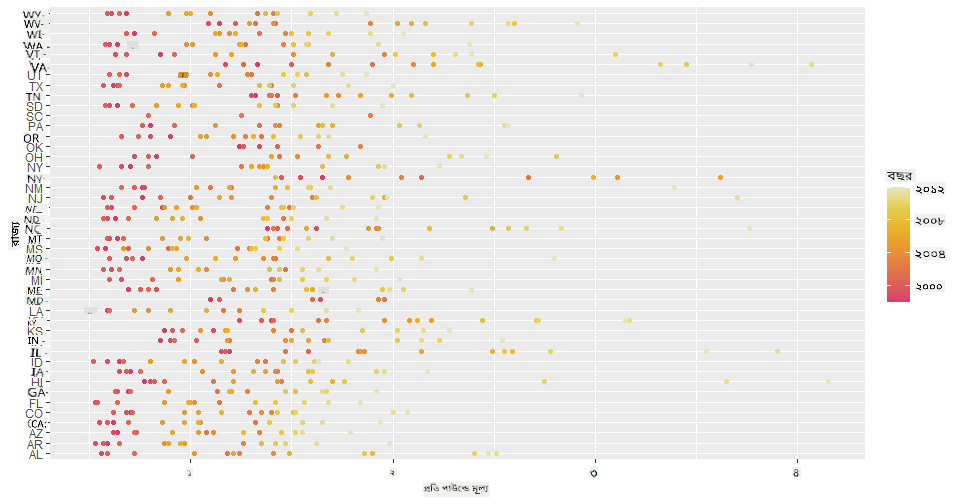 WY
WV
WI
WA
VT
VA
UT
TX
TN
SD
SC
PA
OR
OK
OH
NY
NV
NM
NJ
ND
NC
MT
MS
MO
MN
MI
ME
MD
LA
KY
KS
IN
IL
ID
IA
HI
GA
FL
CO
CA
AZ
AR
AL
রাজ্য
১
২
৩
৪
প্রতি পাউন্ডে মূল্য
বছর
২০১২
২০০৮
২০০৪
২০০০